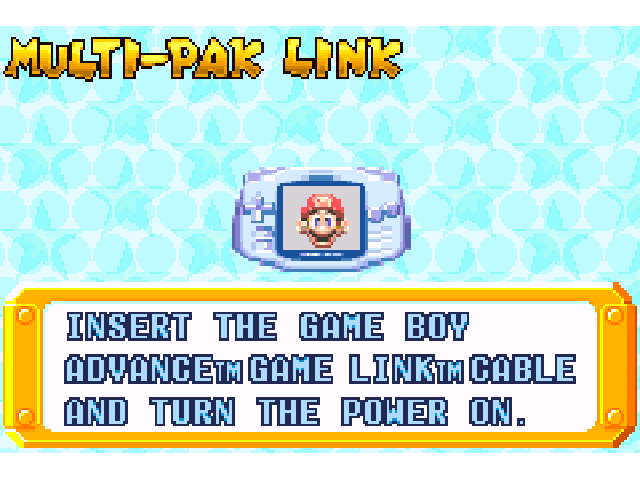 MULTI-PAK LINK
INSERT THE GAME BOY
ADVANCE™ GAME LINK™ CABLE
AND TURN THE POWER ON.